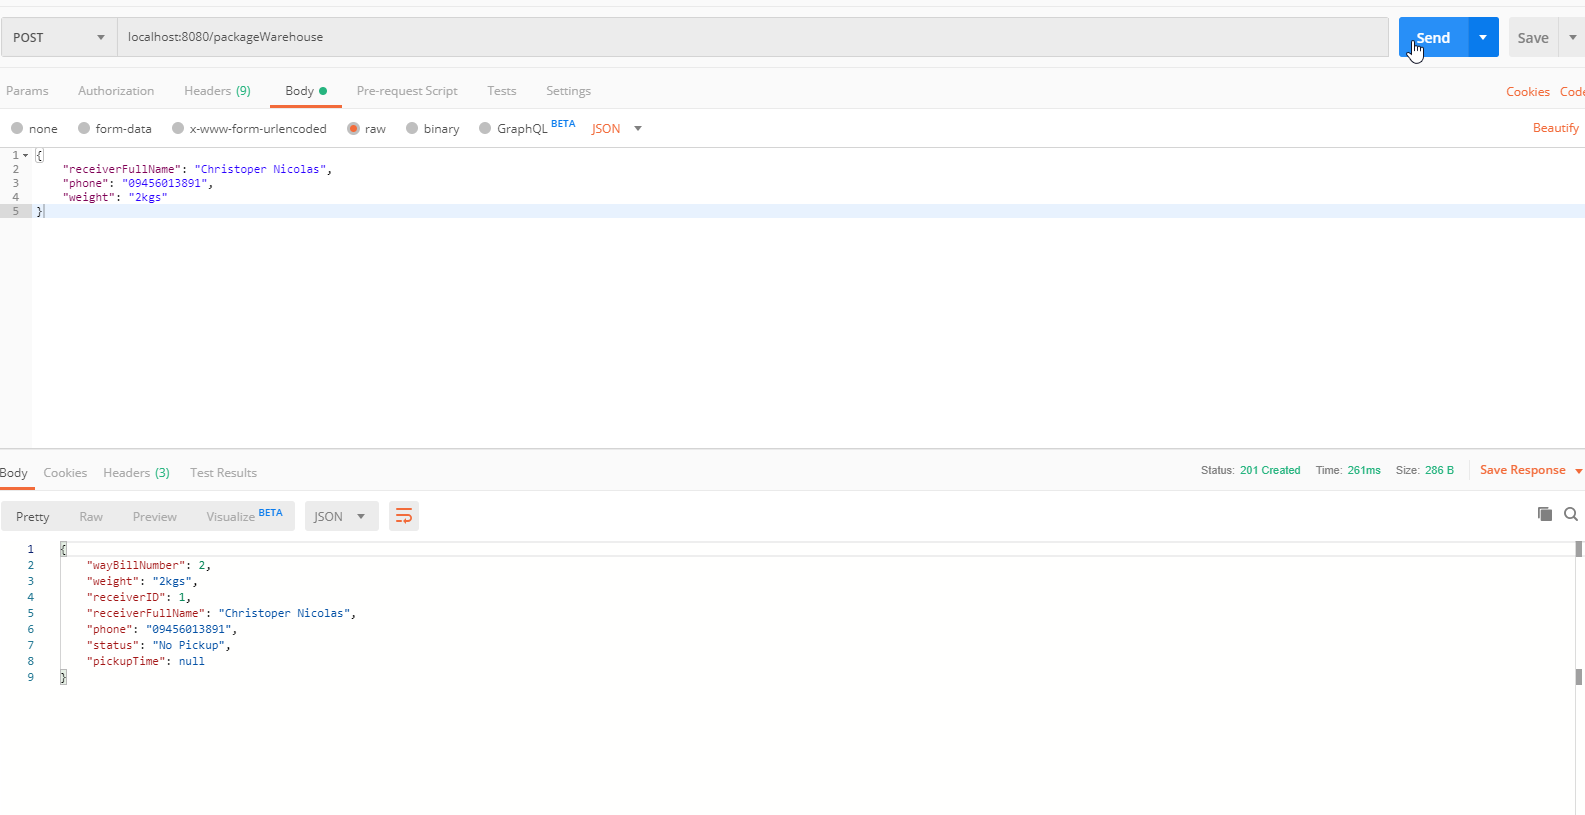 POST localhost:8080/packageWarehouse Send Save
Params Authorization Headers (9) Body Pre-request Script Tests Settings Cookies Code
none form-data x-www-form-urlencoded raw binary GraphQL BETA JSON Beautify
1 {
2 "receiverFullName": "Christoper Nicolas",
3 "phone": "09456013891",
4 "weight": "2kgs"
5 }
Body Cookies Headers (3) Test Results Status: 201 Created Time: 261ms Size: 286 B Save Response
Pretty Raw Preview Visualize BETA JSON
1 {
2 "wayBillNumber": 2,
3 "weight": "2kgs",
4 "receiverID": 1,
5 "receiverFullName": "Christoper Nicolas",
6 "phone": "09456013891",
7 "status": "No Pickup",
8 "pickupTime": null
9 }